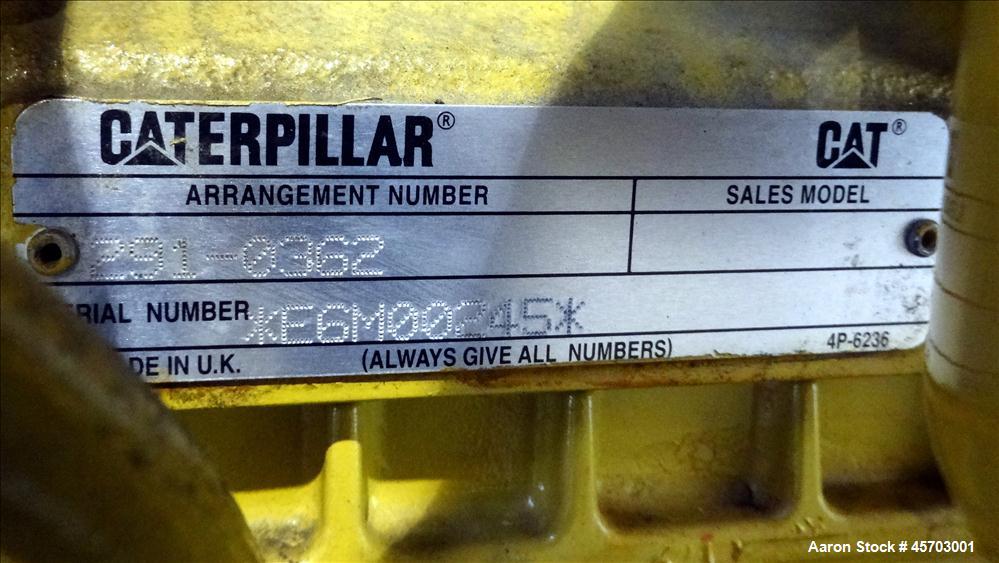 CATERPILLAR® CAT®
ARRANGEMENT NUMBER SALES MODEL
291-0362
RIAL NUMBER *E6M00245*
DE IN U.K. (ALWAYS GIVE ALL NUMBERS) 4P-6236
Aaron Stock # 45703001